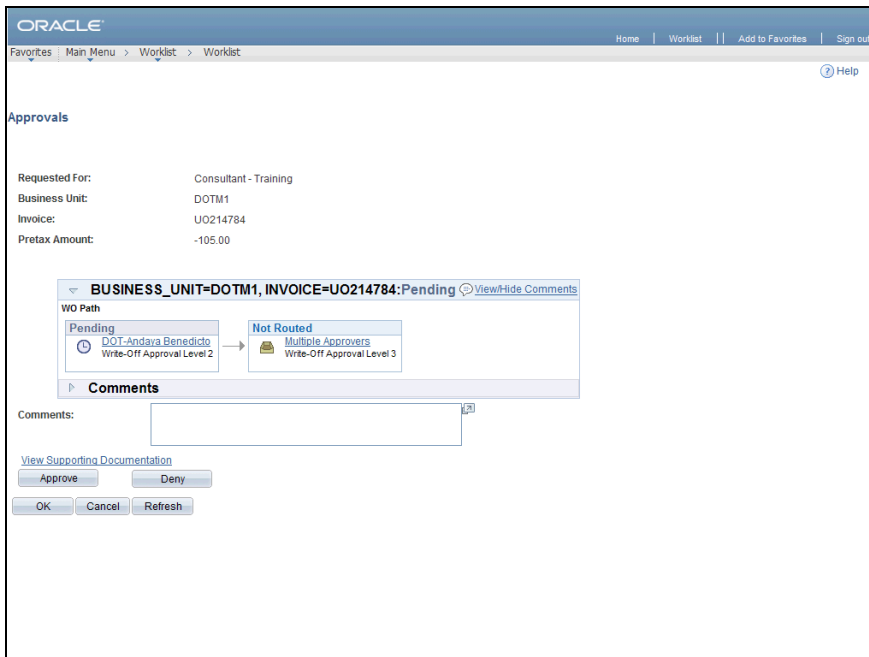 ORACLE
Home | Worklist || Add to Favorites | Sign out
Favorites Main Menu > Worklist > Worklist
Help
Approvals
Requested For: Consultant - Training
Business Unit: DOTM1
Invoice: UO214784
Pretax Amount: -105.00
BUSINESS_UNIT=DOTM1, INVOICE=UO214784:Pending View/Hide Comments
WO Path
Pending Not Routed
DOT-Andaya Benedicto Multiple Approvers
Write-Off Approval Level 2 Write-Off Approval Level 3
Comments
Comments:
View Supporting Documentation
Approve Deny
OK Cancel Refresh